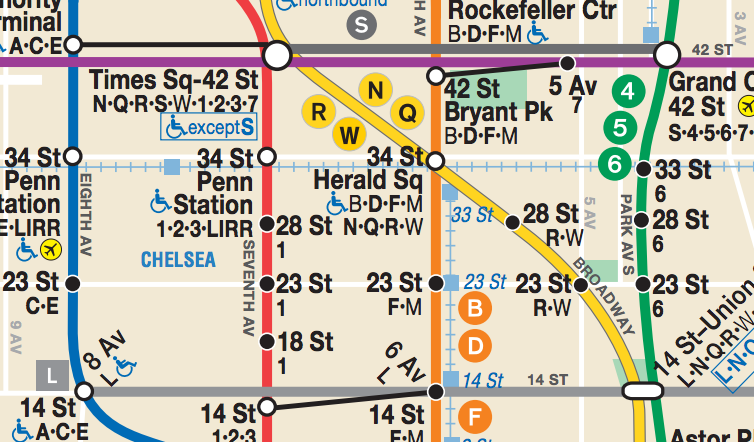 northbound
ority
rminal
A·C·E
S
H AV
Rockefeller Ctr
B·D·F·M
3 AV
42 ST
Times Sq-42 St
N·Q·R·S·W·1·2·3·7
except S
N
R
Q
W
42 St
Bryant Pk
B·D·F·M
5 Av
7
4
5
6
Grand C
42 St
S·4·5·6·7·
34 St
Penn
tation
E·LIRR
EIGHTH AV
34 St
Penn
Station
1·2·3·LIRR
34 St
Herald Sq
B·D·F·M
N·Q·R·W
33 St
6
28 St
1
33 St
28 St
R·W
5 AV
PARK AV S
28 St
6
CHELSEA
SEVENTH AV
23 St
C·E
23 St
1
23 St
F·M
23 St
23 St
R·W
BROADWAY
23 St
6
9 AV
B
D
F
18 St
1
8 Av
L
L
6 Av
L
14 St
14 ST
14 St-Union
L·N·Q·R·W
L·N·Q
14 St
A·C·E
14 St
1·2·3
14 St
F·M
Astor P